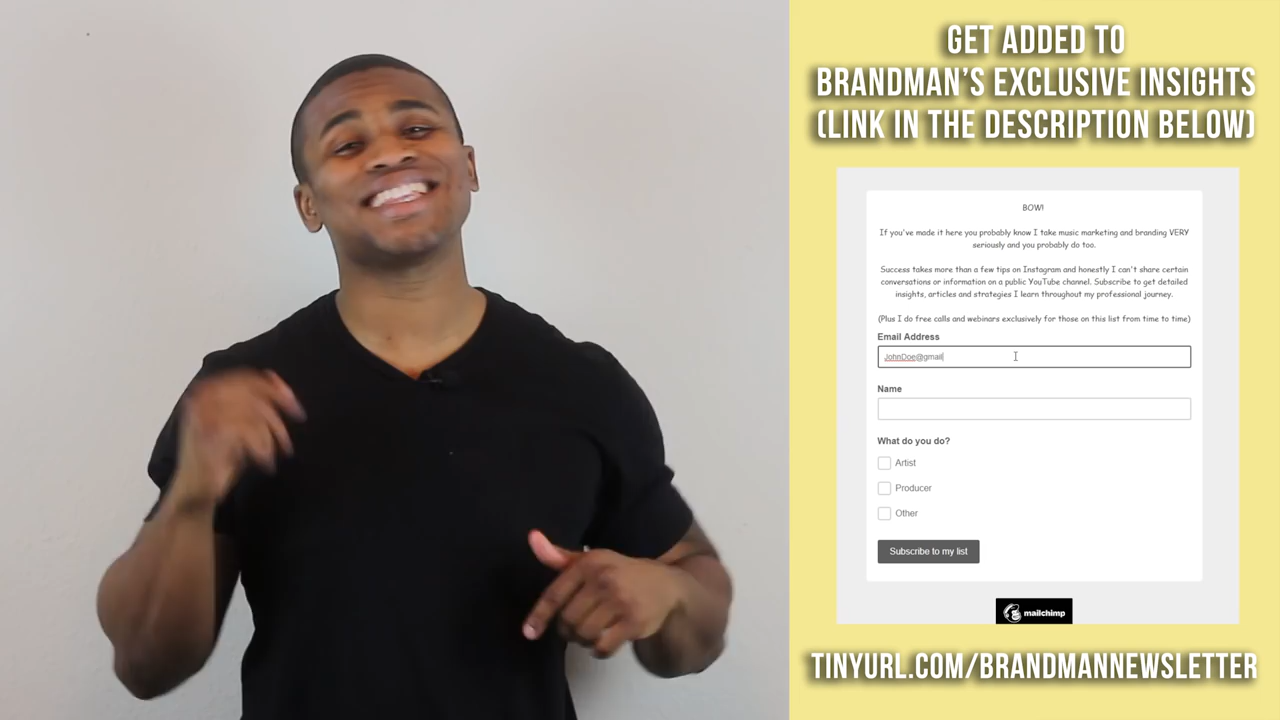 GET ADDED TO
BRANDMAN'S EXCLUSIVE INSIGHTS
(LINK IN THE DESCRIPTION BELOW)
BOW!
If you've made it here you probably know I take music marketing and branding VERY
seriously and you probably do too.
Success takes more than a few tips on Instagram and honestly I can't share certain
conversations or information on a public YouTube channel. Subscribe to get detailed
insights, articles and strategies I learn throughout my professional journey.
(Plus I do free calls and webinars exclusively for those on this list from time to time)
Email Address
JohnDoe@gmail
Name
What do you do?
Artist
Producer
Other
Subscribe to my list
mailchimp
TINYURL.COM/BRANDMANNEWSLETTER